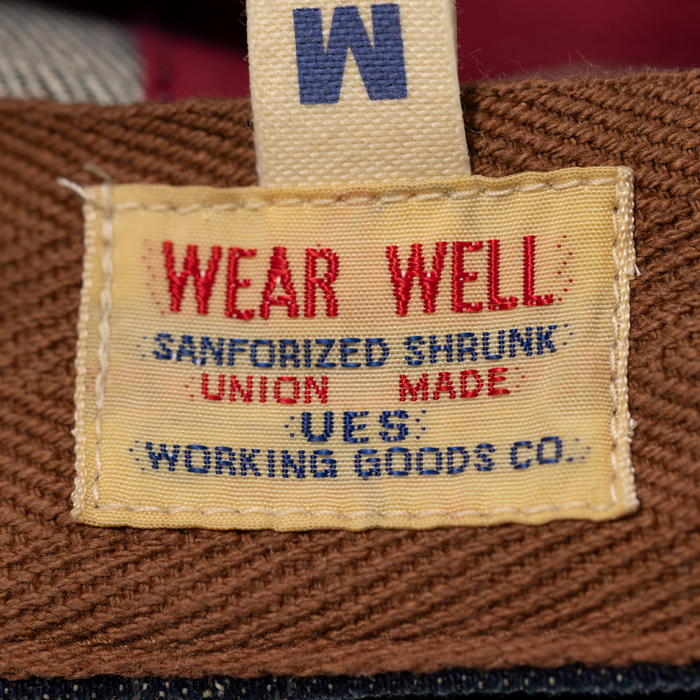 M
WEAR WELL
SANFORIZED SHRUNK
UNION MADE
UES
WORKING GOODS CO.